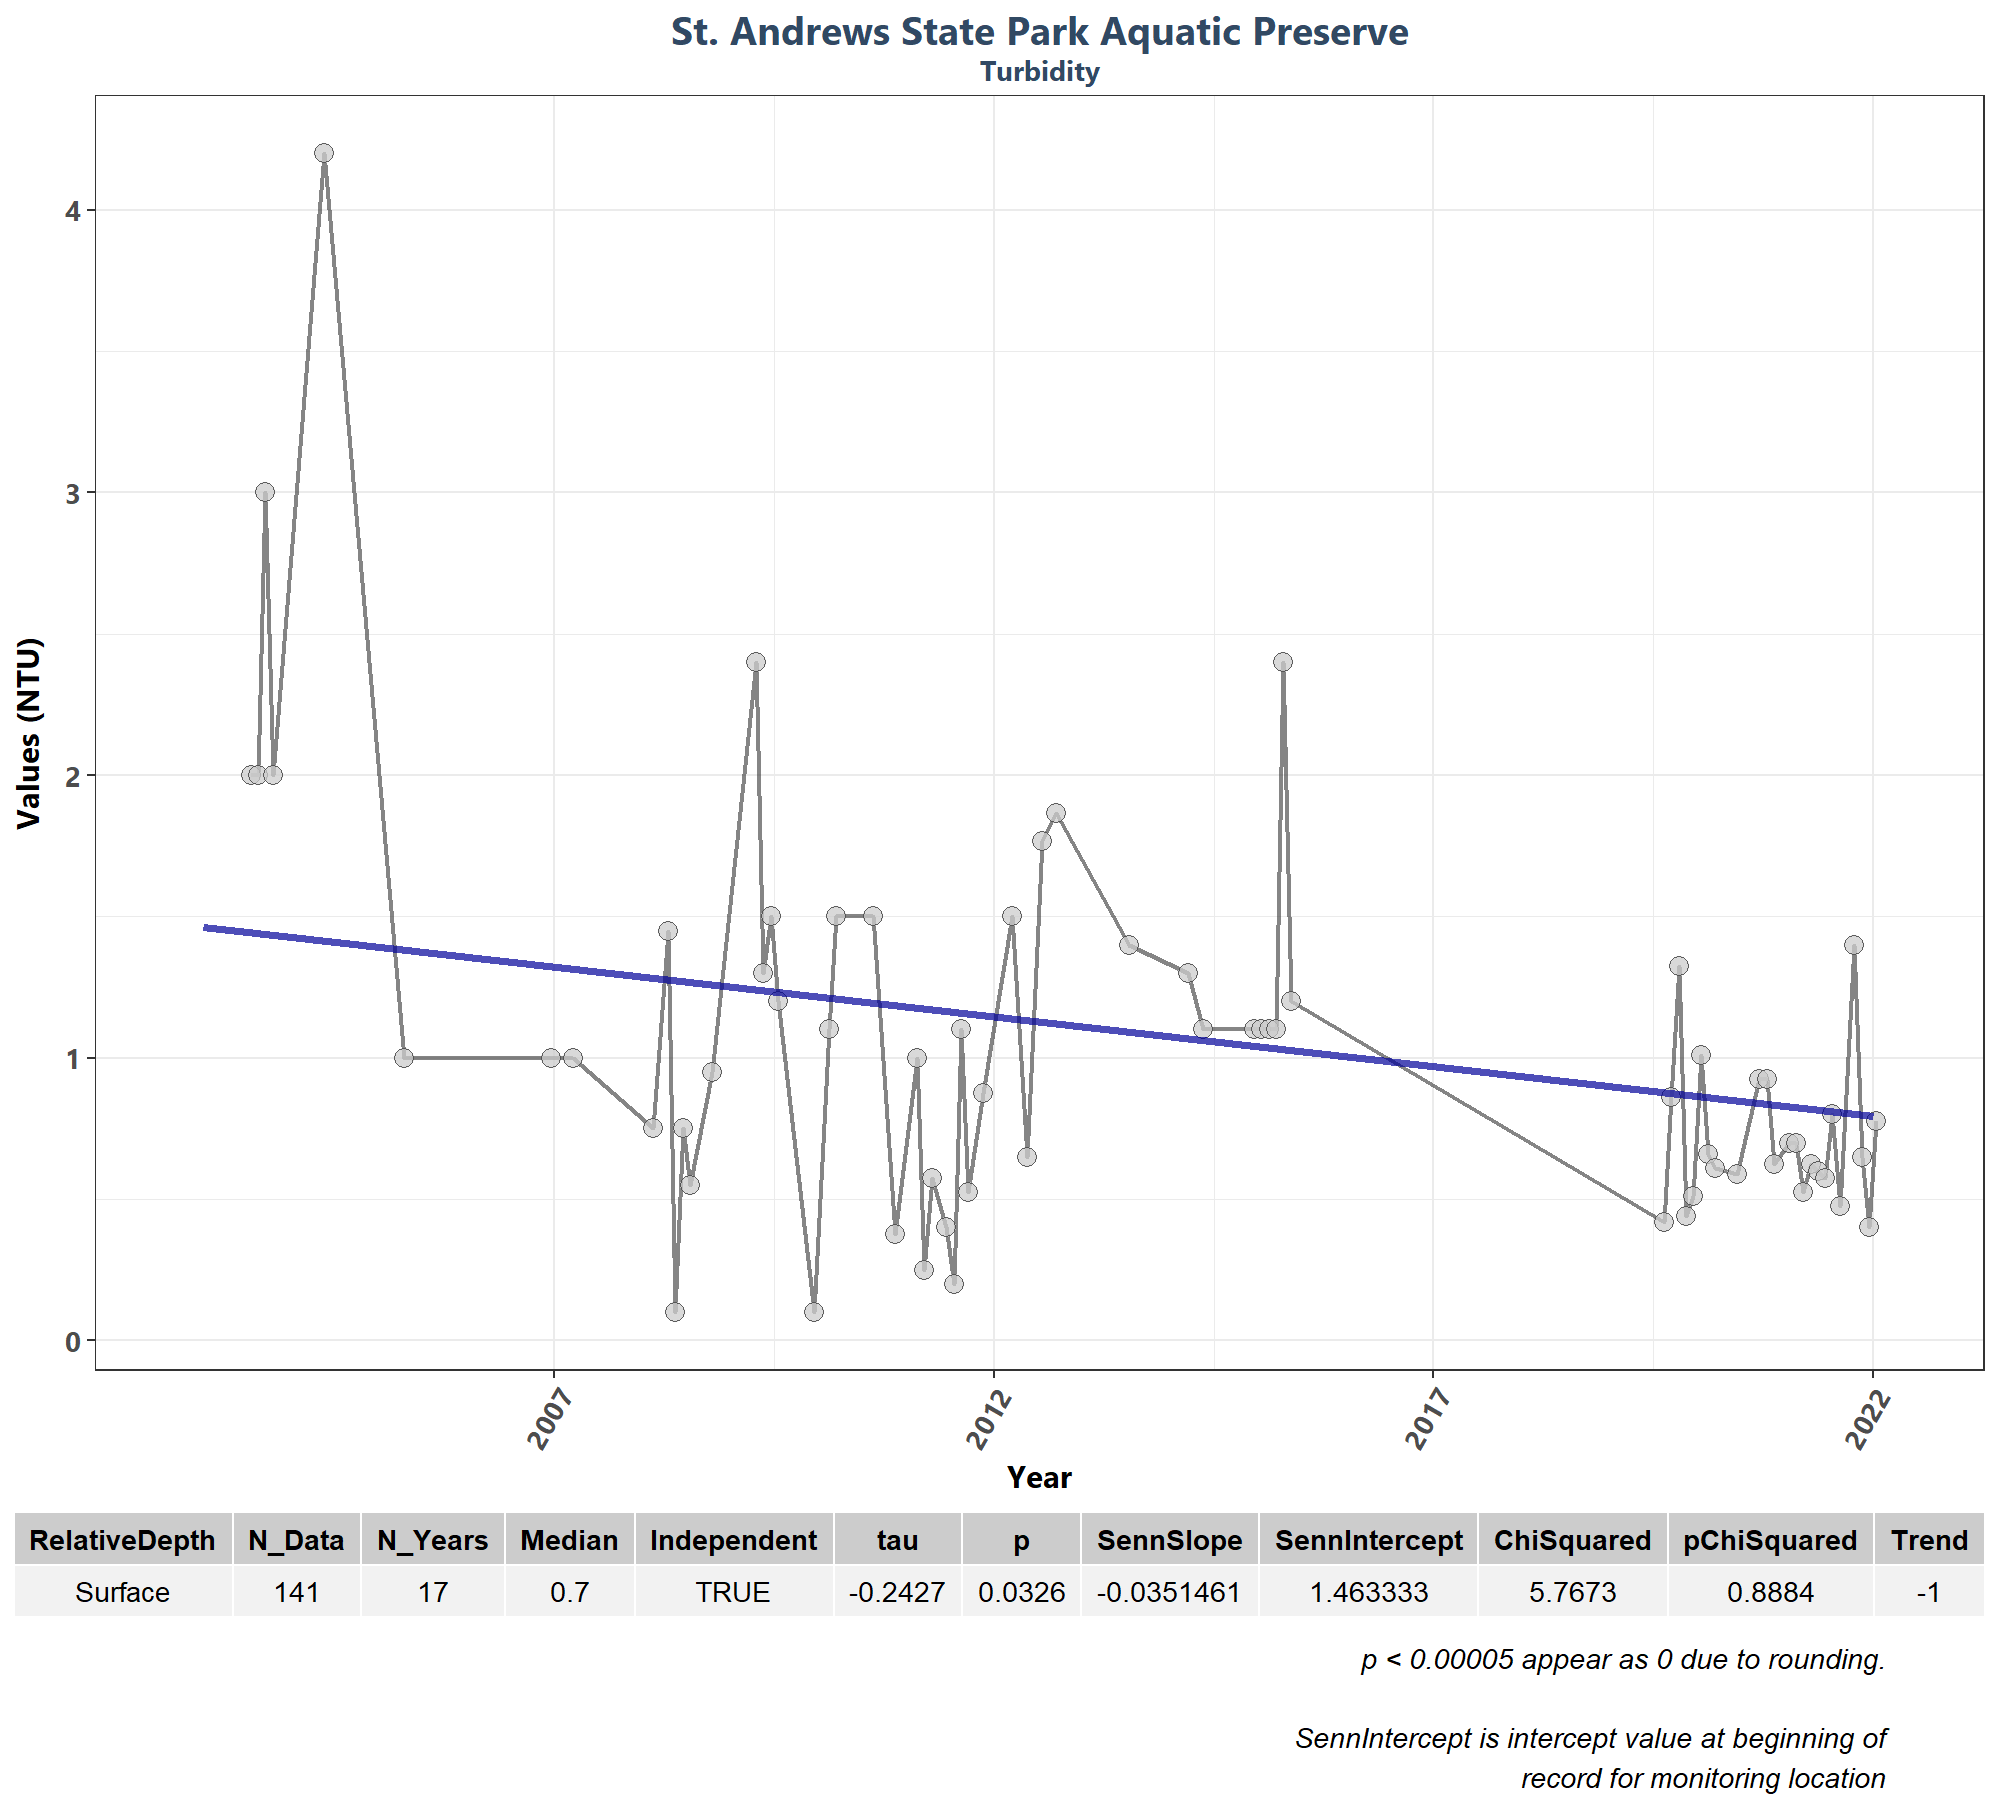 St. Andrews State Park Aquatic Preserve
Turbidity
Values (NTU)
4
3
2
1
0
2007 2012 2017 2022
Year
RelativeDepth N_Data N_Years Median Independent tau p SennSlope SennIntercept ChiSquared pChiSquared Trend
Surface 141 17 0.7 TRUE -0.2427 0.0326 -0.0351461 1.463333 5.7673 0.8884 -1
p < 0.00005 appear as 0 due to rounding.
SennIntercept is intercept value at beginning of
record for monitoring location